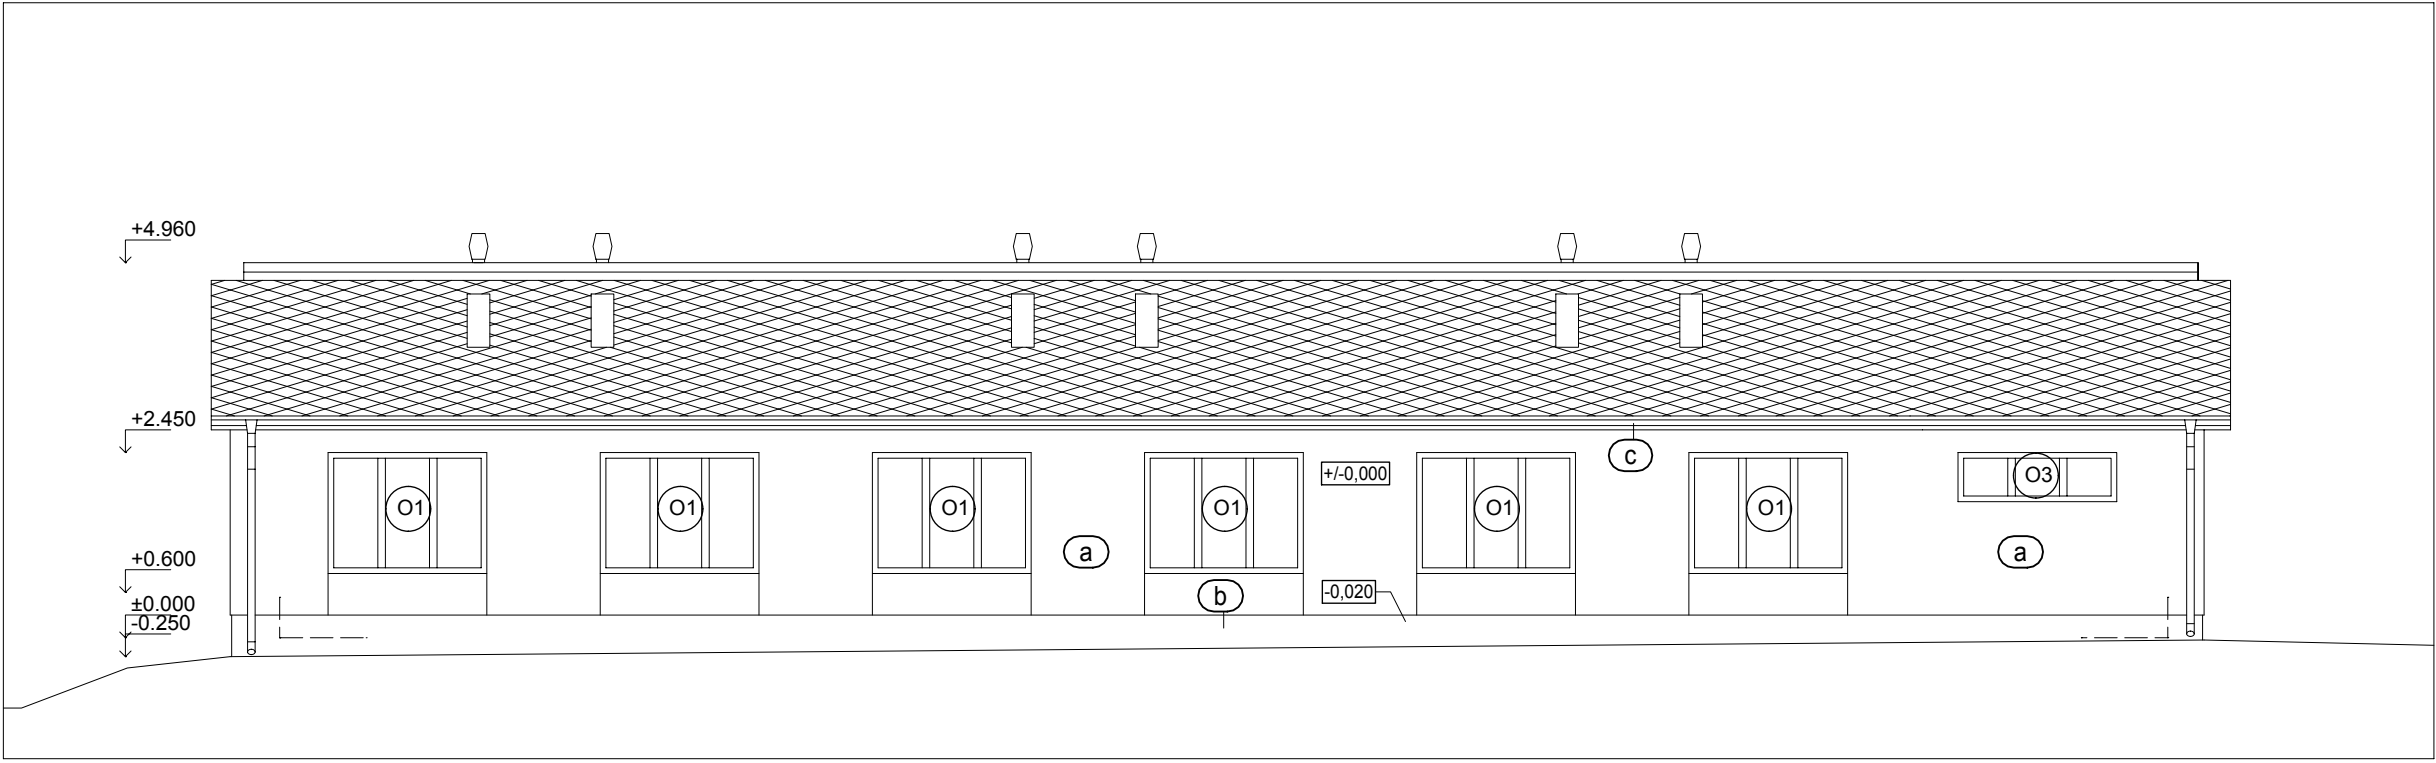 +4.960
+2.450
c
+/-0,000
O3
O1 O1 O1 O1 O1 O1
a a
+0.600
b
-0,020
±0.000
-0.250